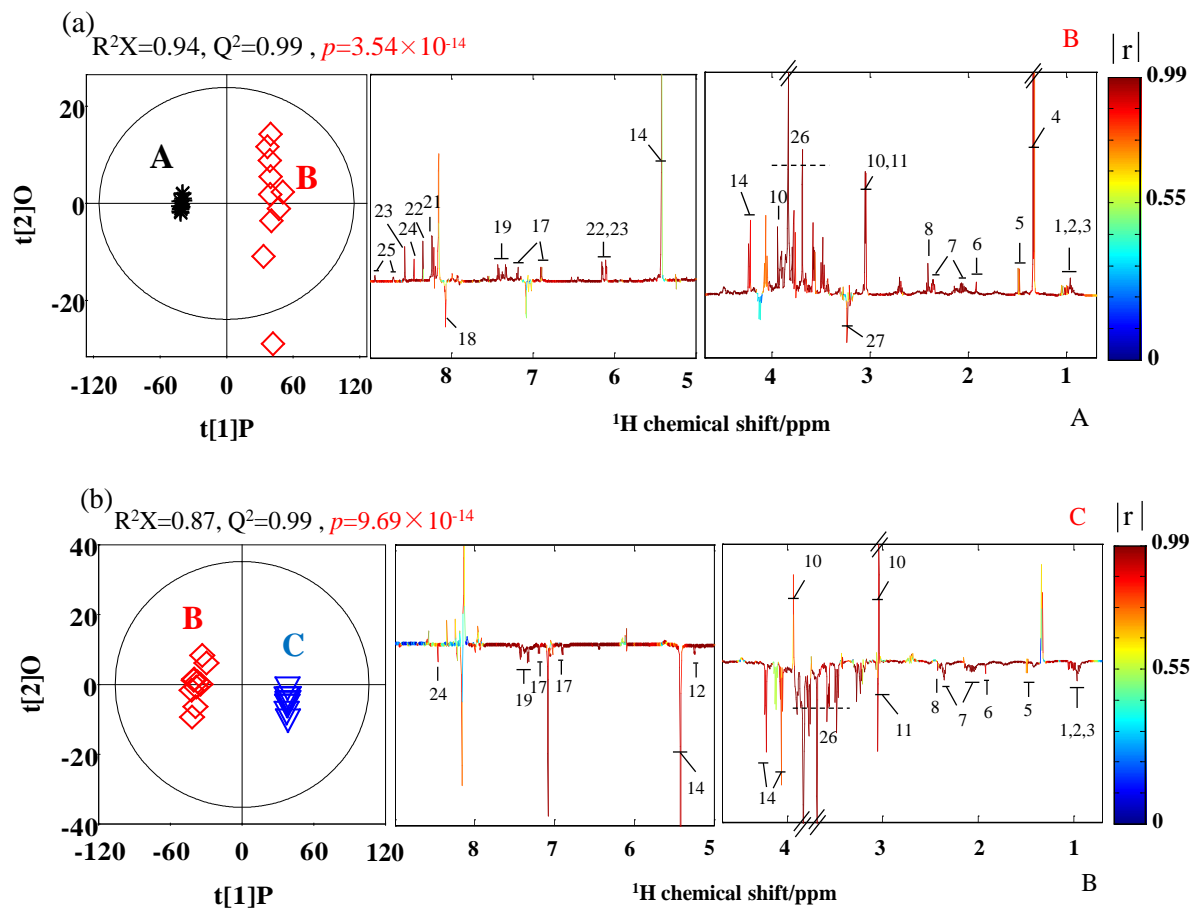 (a)
R²X=0.94, Q²=0.99 , p=3.54×10⁻¹⁴
B
|r|
20
0
-20
-120 -60 0 60 120
t[2]O
t[1]P
A
B
25
23
24
22
21
18
19
17
22,23
14
8 7 6 5
14
10
26
10,11
27
8
7
6
5
4
1,2,3
4 3 2 1
¹H chemical shift/ppm
A
0.99
0.55
0
(b)
R²X=0.87, Q²=0.99 , p=9.69×10⁻¹⁴
C
|r|
40
20
0
-20
-40
-120 -60 0 60 120
t[2]O
t[1]P
B
C
24
19
17
17
12
14
8 7 6 5
10
10
14
26
11
8
7
6
5
1,2,3
4 3 2 1
¹H chemical shift/ppm
B
0.99
0.55
0